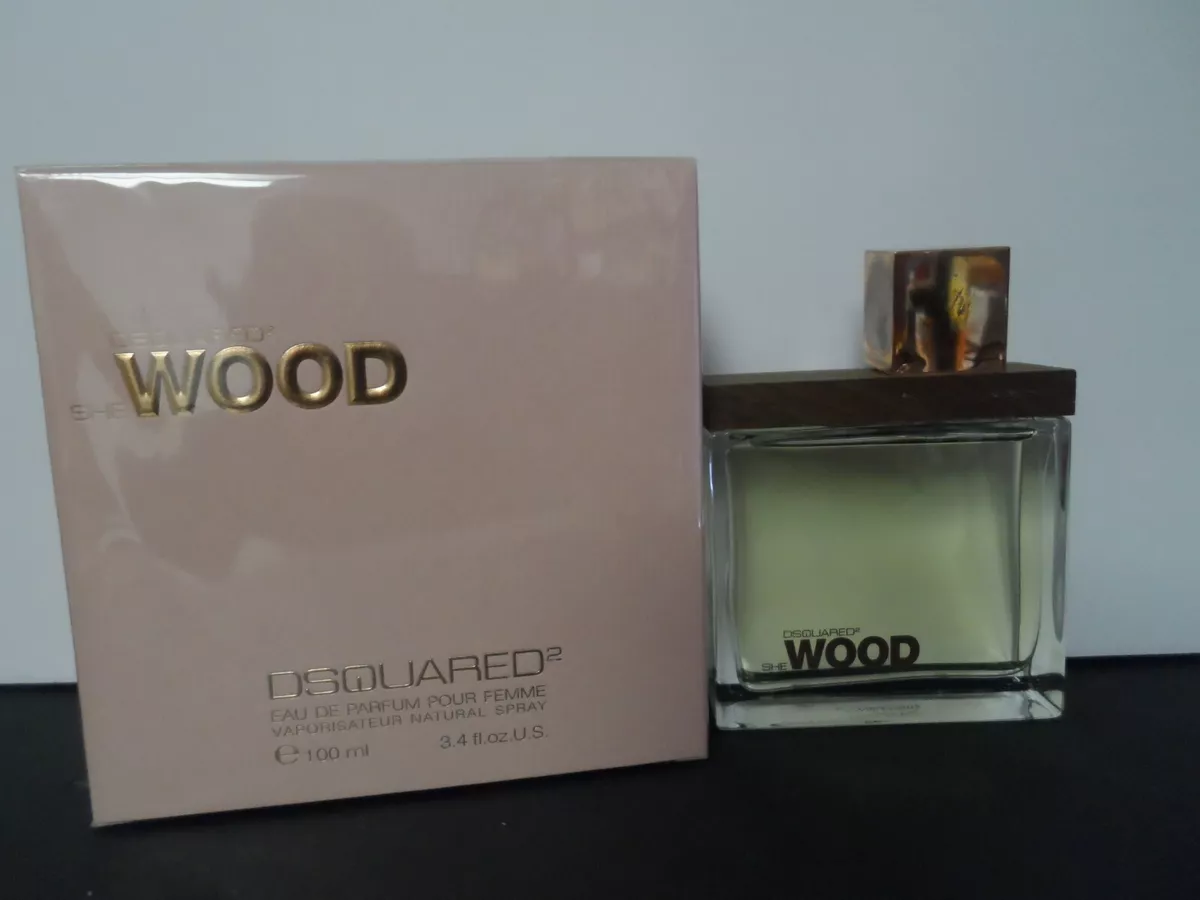 DSQUARED²
SHE WOOD
DSQUARED²
EAU DE PARFUM POUR FEMME
VAPORISATEUR NATURAL SPRAY
e 100 ml 3.4 fl.oz.U.S.
DSQUARED²
SHE WOOD